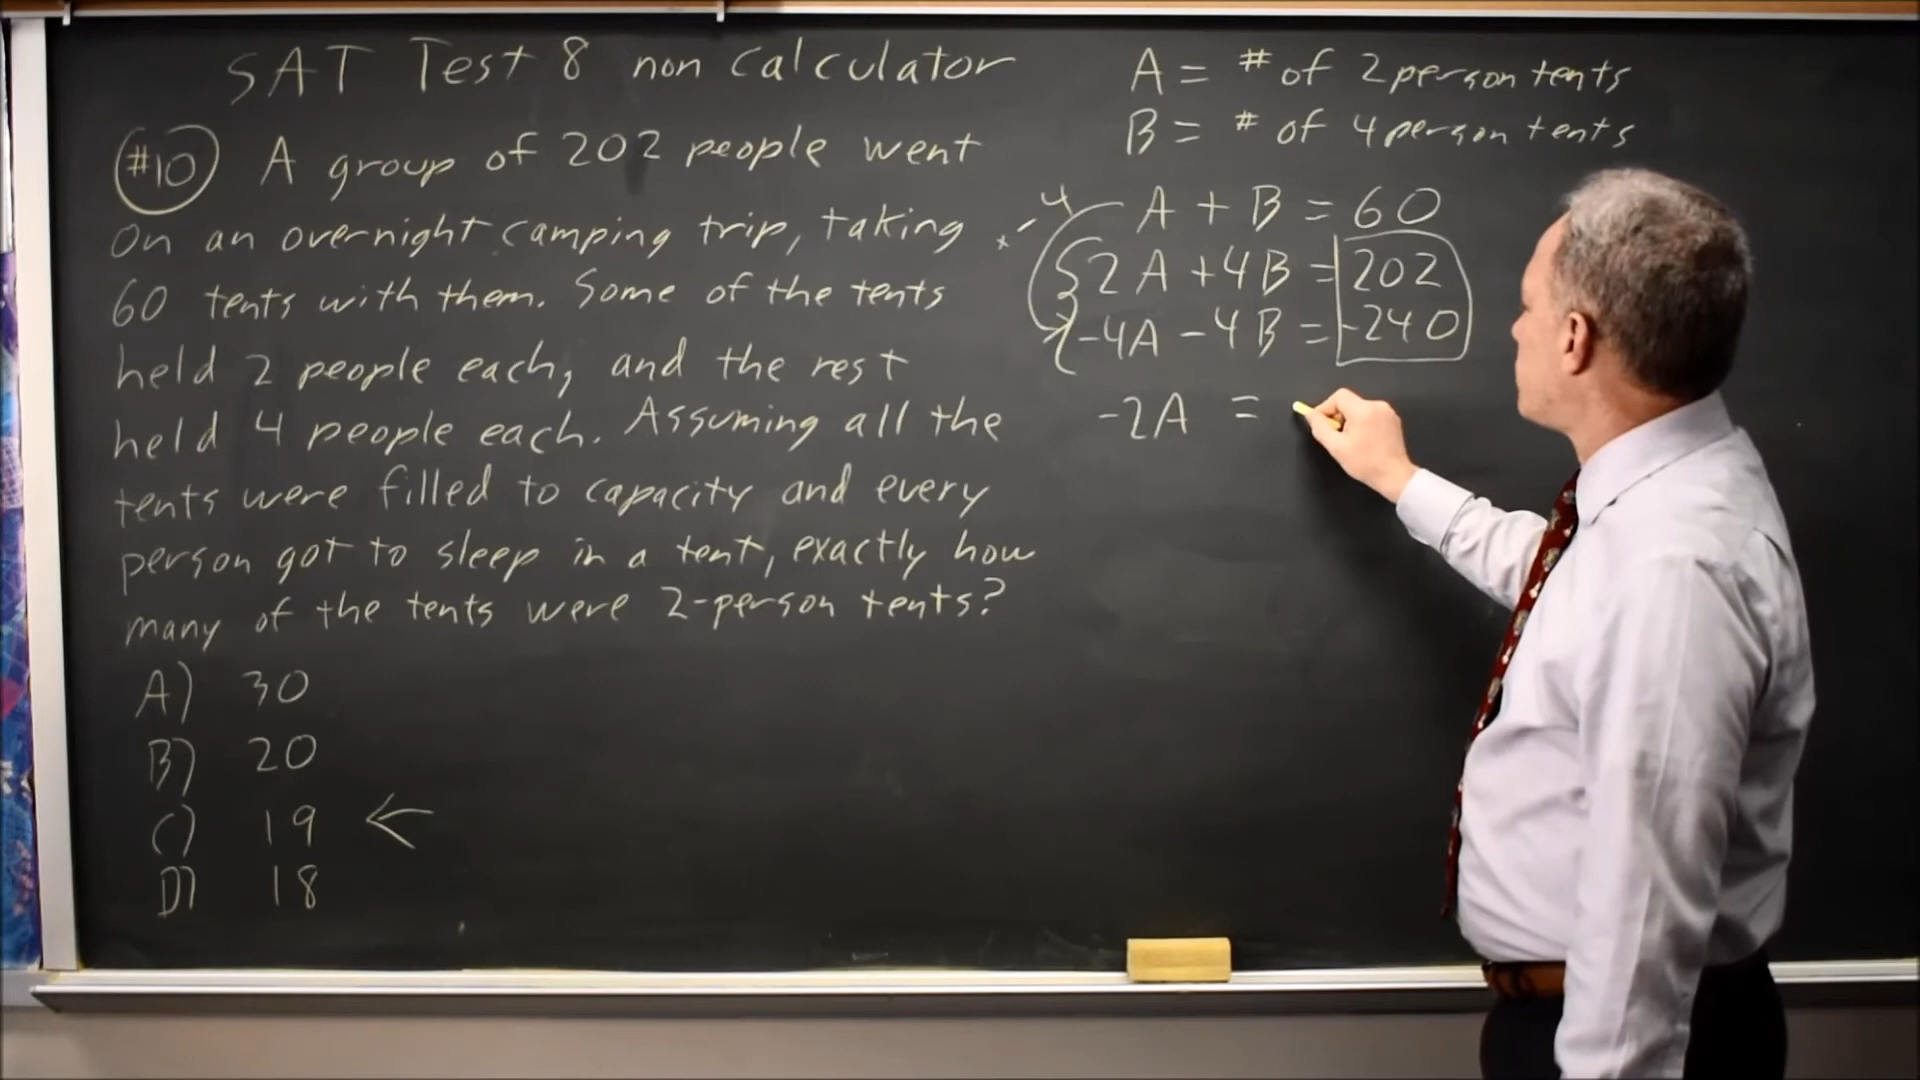 SAT Test 8 non calculator
#10 A group of 202 people went
on an overnight camping trip, taking
60 tents with them. Some of the tents
held 2 people each, and the rest
held 4 people each. Assuming all the
tents were filled to capacity and every
person got to sleep in a tent, exactly how
many of the tents were 2-person tents?
A) 30
B) 20
C) 19 ←
D) 18
A = # of 2 person tents
B = # of 4 person tents
A + B = 60
x -4
2A + 4B = 202
-4A - 4B = -240
-2A =